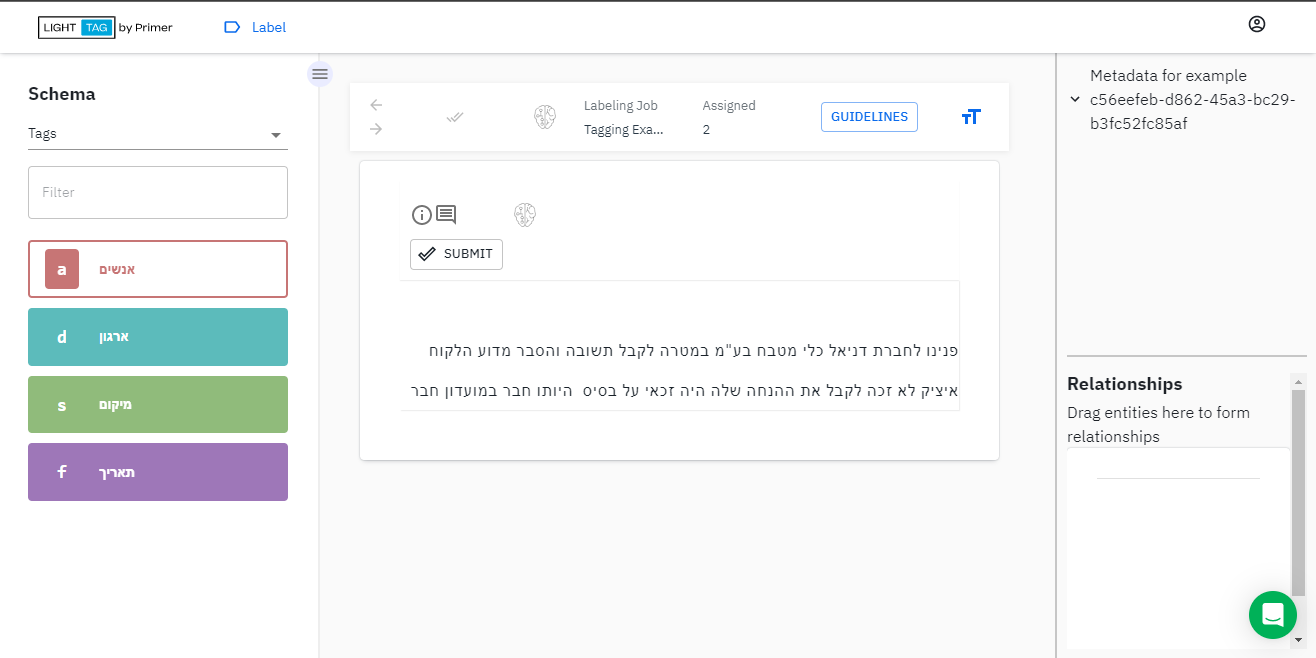 LIGHT TAG by Primer
Label
Schema
Tags
Filter
a אנשים
d ארגון
s מיקום
f תאריך
Labeling Job
Tagging Exa...
Assigned
2
GUIDELINES
SUBMIT
פנינו לחברת דניאל כלי מטבח בע"מ במטרה לקבל תשובה והסבר מדוע הלקוח
איציק לא זכה לקבל את ההנחה שלה היה זכאי על בסיס  היותו חבר במועדון חבר
Metadata for example
c56eefeb-d862-45a3-bc29-
b3fc52fc85af
Relationships
Drag entities here to form
relationships